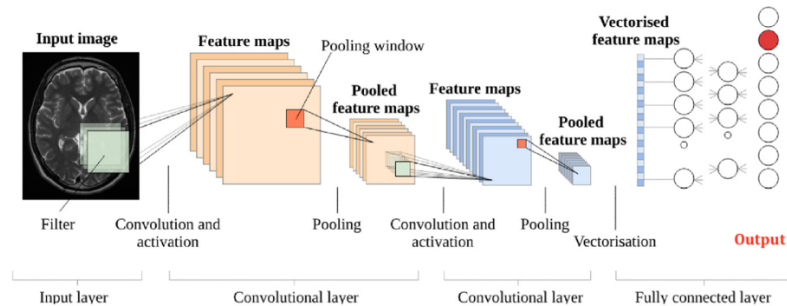 Input image
Feature maps
Pooling window
Pooled
feature maps
Feature maps
Pooled
feature maps
Vectorised
feature maps
Filter
Convolution and
activation
Pooling
Convolution and
activation
Pooling
Vectorisation
Output
Input layer
Convolutional layer
Convolutional layer
Fully connected layer